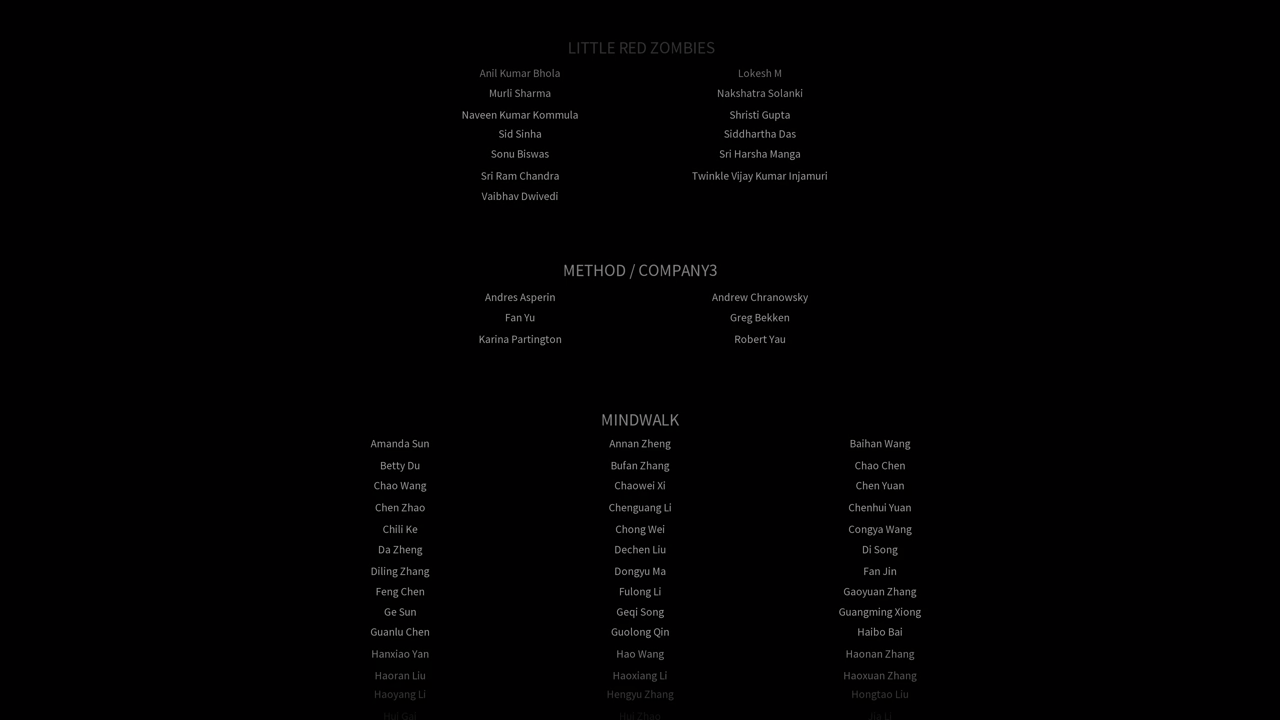 LITTLE RED ZOMBIES
Anil Kumar Bhola Lokesh M
Murli Sharma Nakshatra Solanki
Naveen Kumar Kommula Shristi Gupta
Sid Sinha Siddhartha Das
Sonu Biswas Sri Harsha Manga
Sri Ram Chandra Twinkle Vijay Kumar Injamuri
Vaibhav Dwivedi
METHOD / COMPANY3
Andres Asperin Andrew Chranowsky
Fan Yu Greg Bekken
Karina Partington Robert Yau
MINDWALK
Amanda Sun Annan Zheng Baihan Wang
Betty Du Bufan Zhang Chao Chen
Chao Wang Chaowei Xi Chen Yuan
Chen Zhao Chenguang Li Chenhui Yuan
Chili Ke Chong Wei Congya Wang
Da Zheng Dechen Liu Di Song
Diling Zhang Dongyu Ma Fan Jin
Feng Chen Fulong Li Gaoyuan Zhang
Ge Sun Geqi Song Guangming Xiong
Guanlu Chen Guolong Qin Haibo Bai
Hanxiao Yan Hao Wang Haonan Zhang
Haoran Liu Haoxiang Li Haoxuan Zhang
Haoyang Li Hengyu Zhang Hongtao Liu